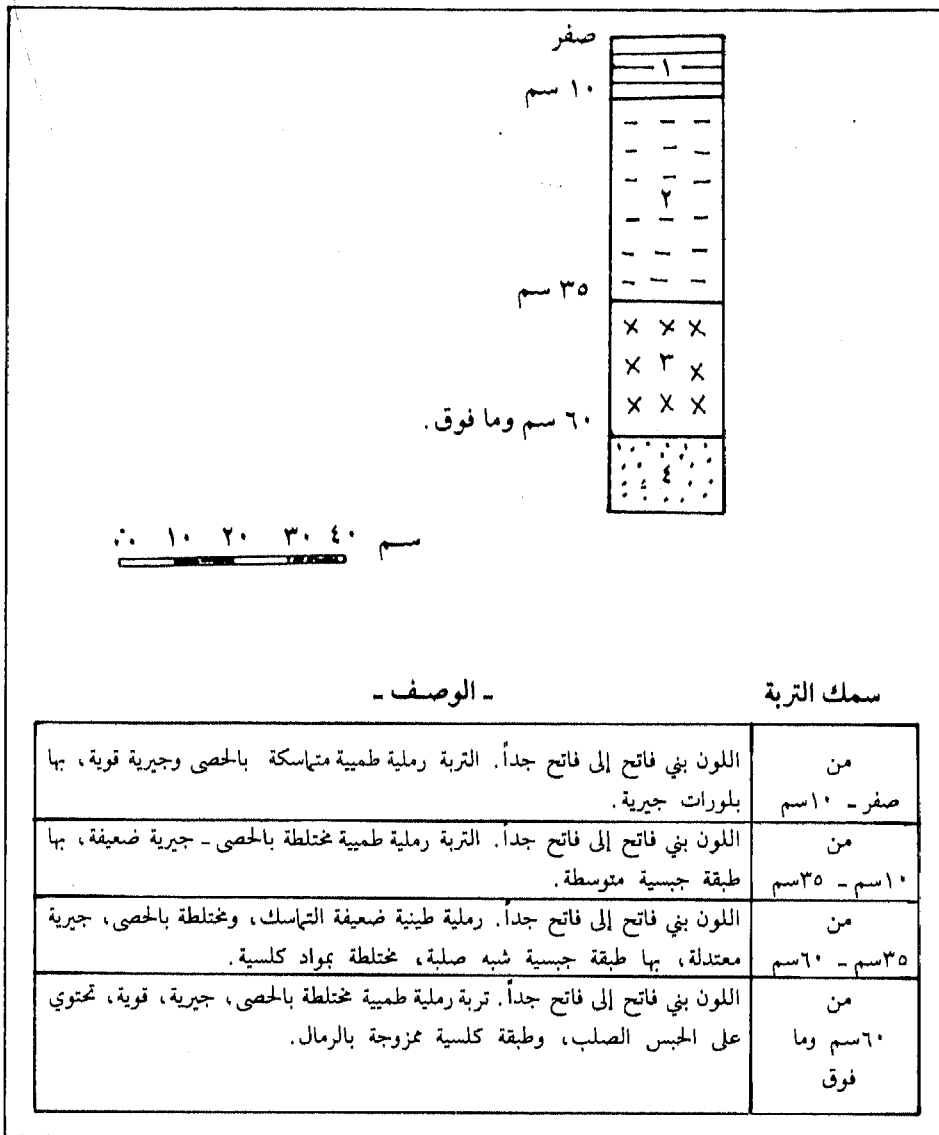 صفر
١
١٠ سم
٢
٣٥ سم
٣
٦٠ سم وما فوق.
٤
٠ ١٠ ٢٠ ٣٠ ٤٠ سم
سمك التربة - الوصف -
من
صفر - ١٠سم
اللون بني فاتح إلى فاتح جداً. التربة رملية طميية متماسكة بالحصى وجيرية قوية، بها
بلورات جيرية.
من
١٠سم - ٣٥سم
اللون بني فاتح إلى فاتح جداً. التربة رملية طميية مختلطة بالحصى - جيرية ضعيفة، بها
طبقة جبسية متوسطة.
من
٣٥سم - ٦٠سم
اللون بني فاتح إلى فاتح جداً. رملية طينية ضعيفة التماسك، ومختلطة بالحصى، جيرية
معتدلة، بها طبقة جبسية شبه صلبة، مختلطة بمواد كلسية.
من
٦٠سم وما
فوق
اللون بني فاتح إلى فاتح جداً. تربة رملية طميية مختلطة بالحصى، جيرية، قوية، تحتوي
على الحبس الصلب، وطبقة كلسية ممزوجة بالرمال.